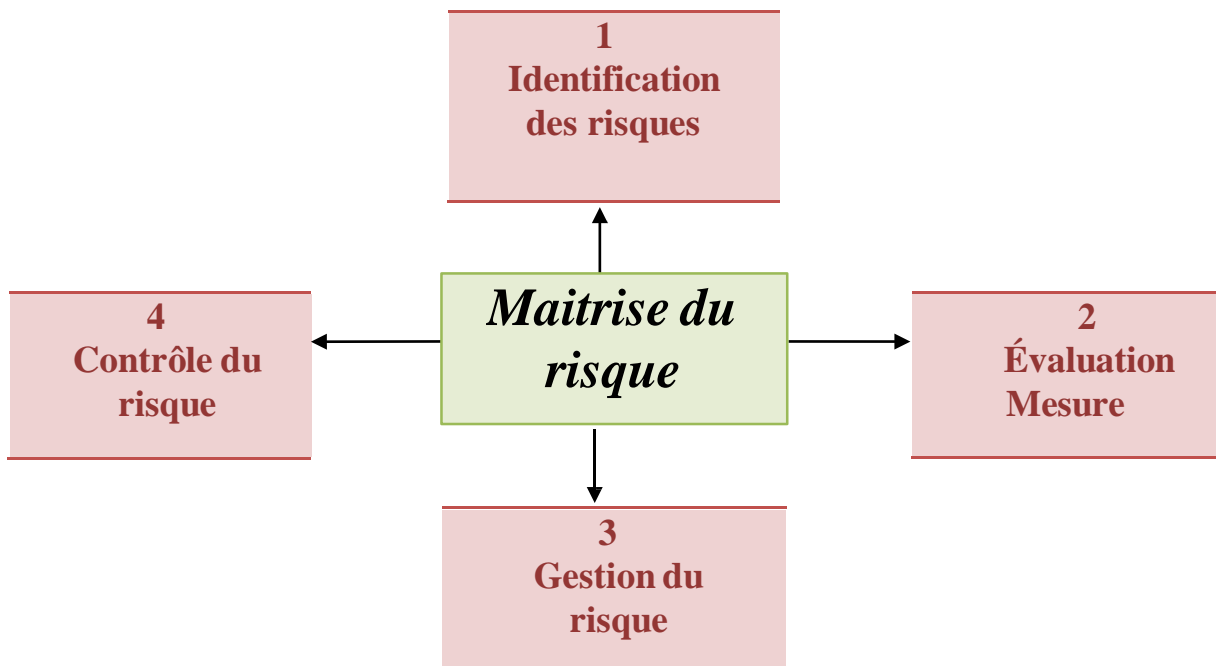 1
Identification
des risques
Maitrise du
risque
4
Contrôle du
risque
2
Évaluation
Mesure
3
Gestion du
risque